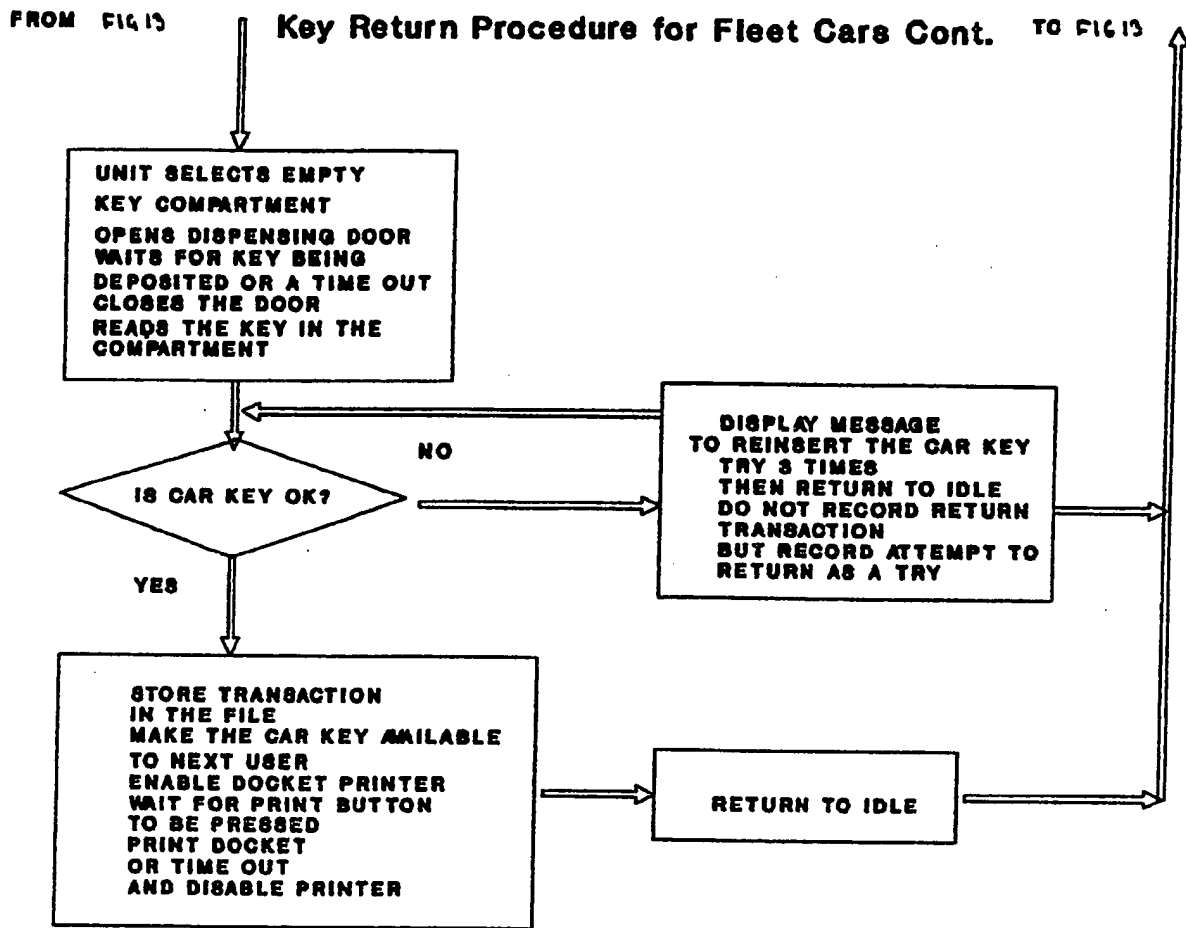 FROM FIG 13
Key Return Procedure for Fleet Cars Cont.
TO FIG 13
UNIT SELECTS EMPTY
KEY COMPARTMENT
OPENS DISPENSING DOOR
WAITS FOR KEY BEING
DEPOSITED OR A TIME OUT
CLOSES THE DOOR
READS THE KEY IN THE
COMPARTMENT
IS CAR KEY OK?
NO
DISPLAY MESSAGE
TO REINSERT THE CAR KEY
TRY 3 TIMES
THEN RETURN TO IDLE
DO NOT RECORD RETURN
TRANSACTION
BUT RECORD ATTEMPT TO
RETURN AS A TRY
YES
STORE TRANSACTION
IN THE FILE
MAKE THE CAR KEY AVAILABLE
TO NEXT USER
ENABLE DOCKET PRINTER
WAIT FOR PRINT BUTTON
TO BE PRESSED
PRINT DOCKET
OR TIME OUT
AND DISABLE PRINTER
RETURN TO IDLE